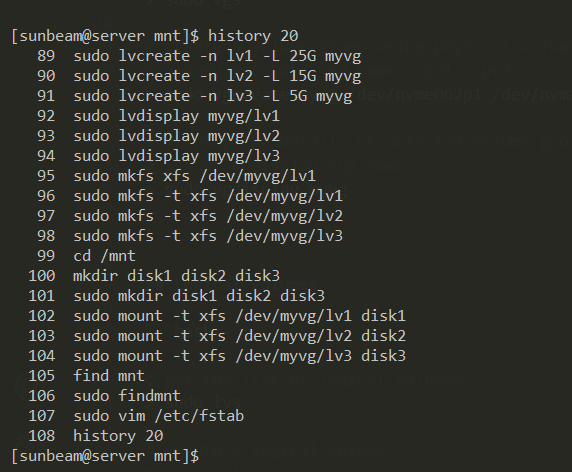 [sunbeam@server mnt]$ history 20
89 sudo lvcreate -n lv1 -L 25G myvg
90 sudo lvcreate -n lv2 -L 15G myvg
91 sudo lvcreate -n lv3 -L 5G myvg
92 sudo lvdisplay myvg/lv1
93 sudo lvdisplay myvg/lv2
94 sudo lvdisplay myvg/lv3
95 sudo mkfs xfs /dev/myvg/lv1
96 sudo mkfs -t xfs /dev/myvg/lv1
97 sudo mkfs -t xfs /dev/myvg/lv2
98 sudo mkfs -t xfs /dev/myvg/lv3
99 cd /mnt
100 mkdir disk1 disk2 disk3
101 sudo mkdir disk1 disk2 disk3
102 sudo mount -t xfs /dev/myvg/lv1 disk1
103 sudo mount -t xfs /dev/myvg/lv2 disk2
104 sudo mount -t xfs /dev/myvg/lv3 disk3
105 find mnt
106 sudo findmnt
107 sudo vim /etc/fstab
108 history 20
[sunbeam@server mnt]$